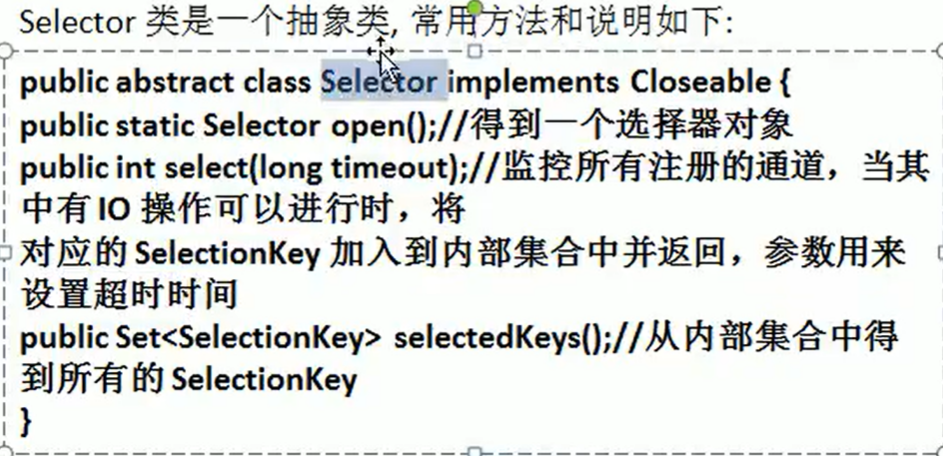 Selector 类是一个抽象类, 常用方法和说明如下:
public abstract class Selector implements Closeable {
public static Selector open();//得到一个选择器对象
public int select(long timeout);//监控所有注册的通道，当其
中有 IO 操作可以进行时，将
对应的 SelectionKey 加入到内部集合中并返回，参数用来
设置超时时间
public Set<SelectionKey> selectedKeys();//从内部集合中得
到所有的 SelectionKey
}